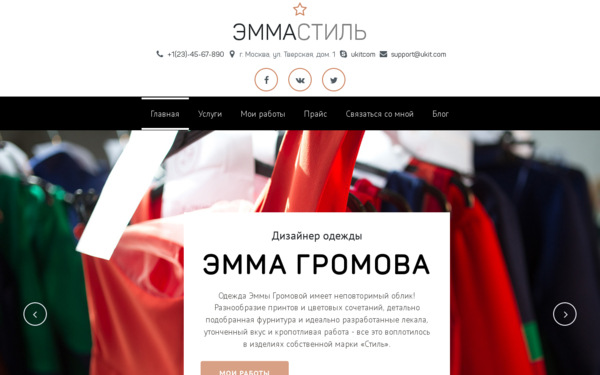 ЭММАСТИЛЬ
+1(23)-45-67-890 г. Москва, ул. Тверская, дом. 1 ukitcom support@ukit.com
Главная Услуги Мои работы Прайс Связаться со мной Блог
Дизайнер одежды
ЭММА ГРОМОВА
Одежда Эммы Громовой имеет неповторимый облик!
Разнообразие принтов и цветовых сочетаний, детально
подобранная фурнитура и идеально разработанные лекала,
утонченный вкус и кропотливая работа - все это воплотилось
в изделиях собственной марки «Стиль».
МОИ РАБОТЫ